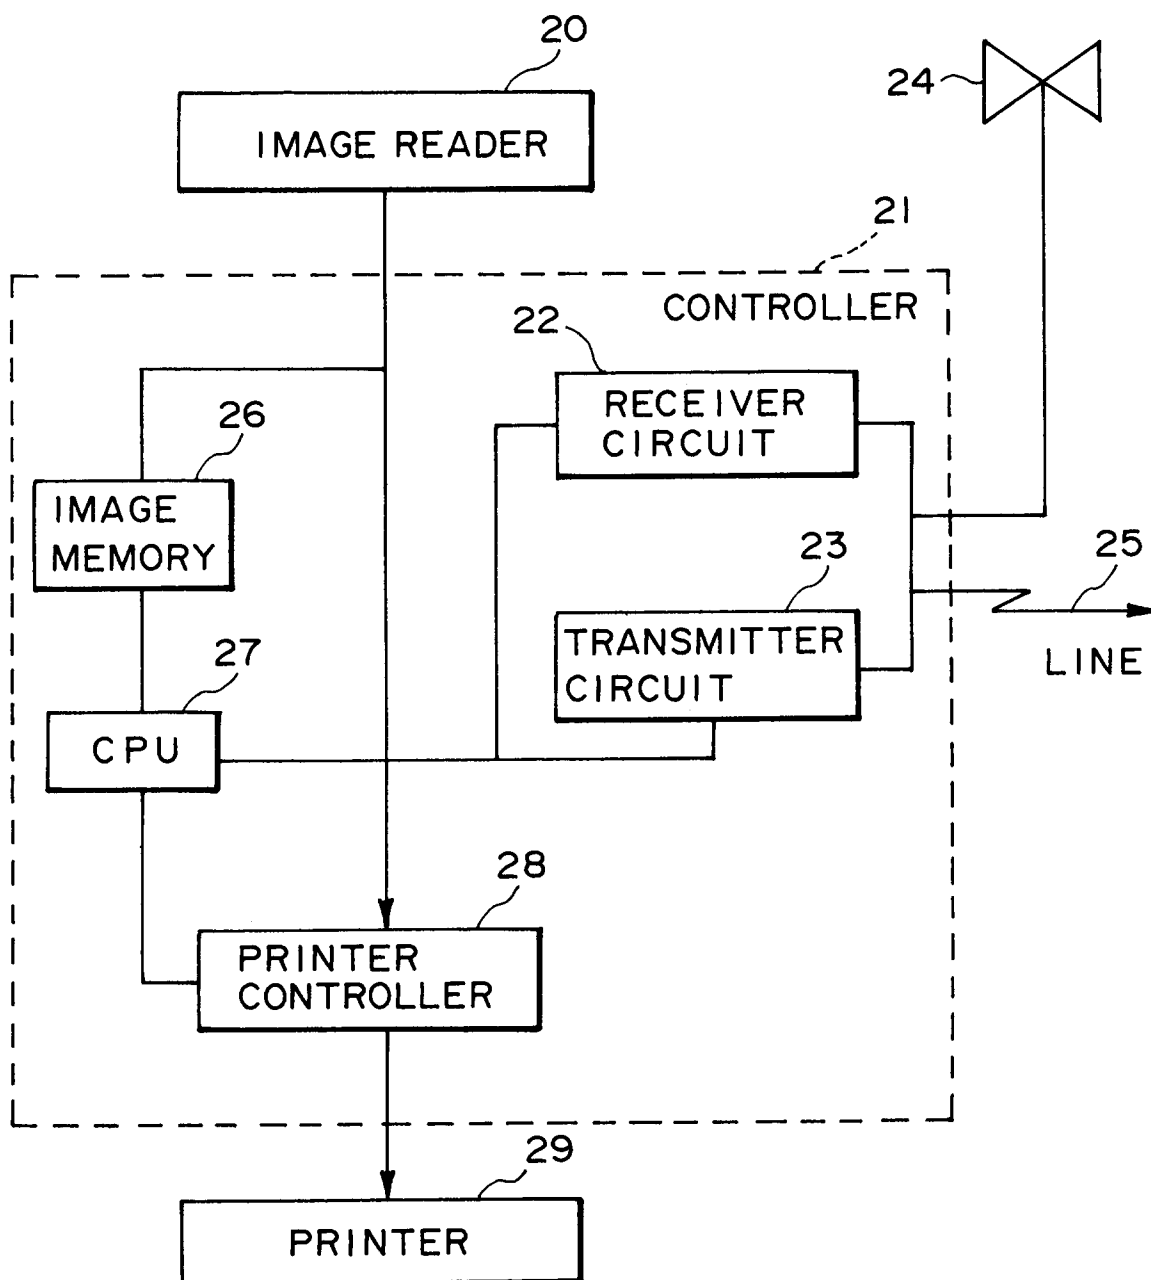 20
IMAGE READER
24
21
CONTROLLER
22
RECEIVER
CIRCUIT
26
IMAGE
MEMORY
23
TRANSMITTER
CIRCUIT
25
LINE
27
CPU
28
PRINTER
CONTROLLER
29
PRINTER